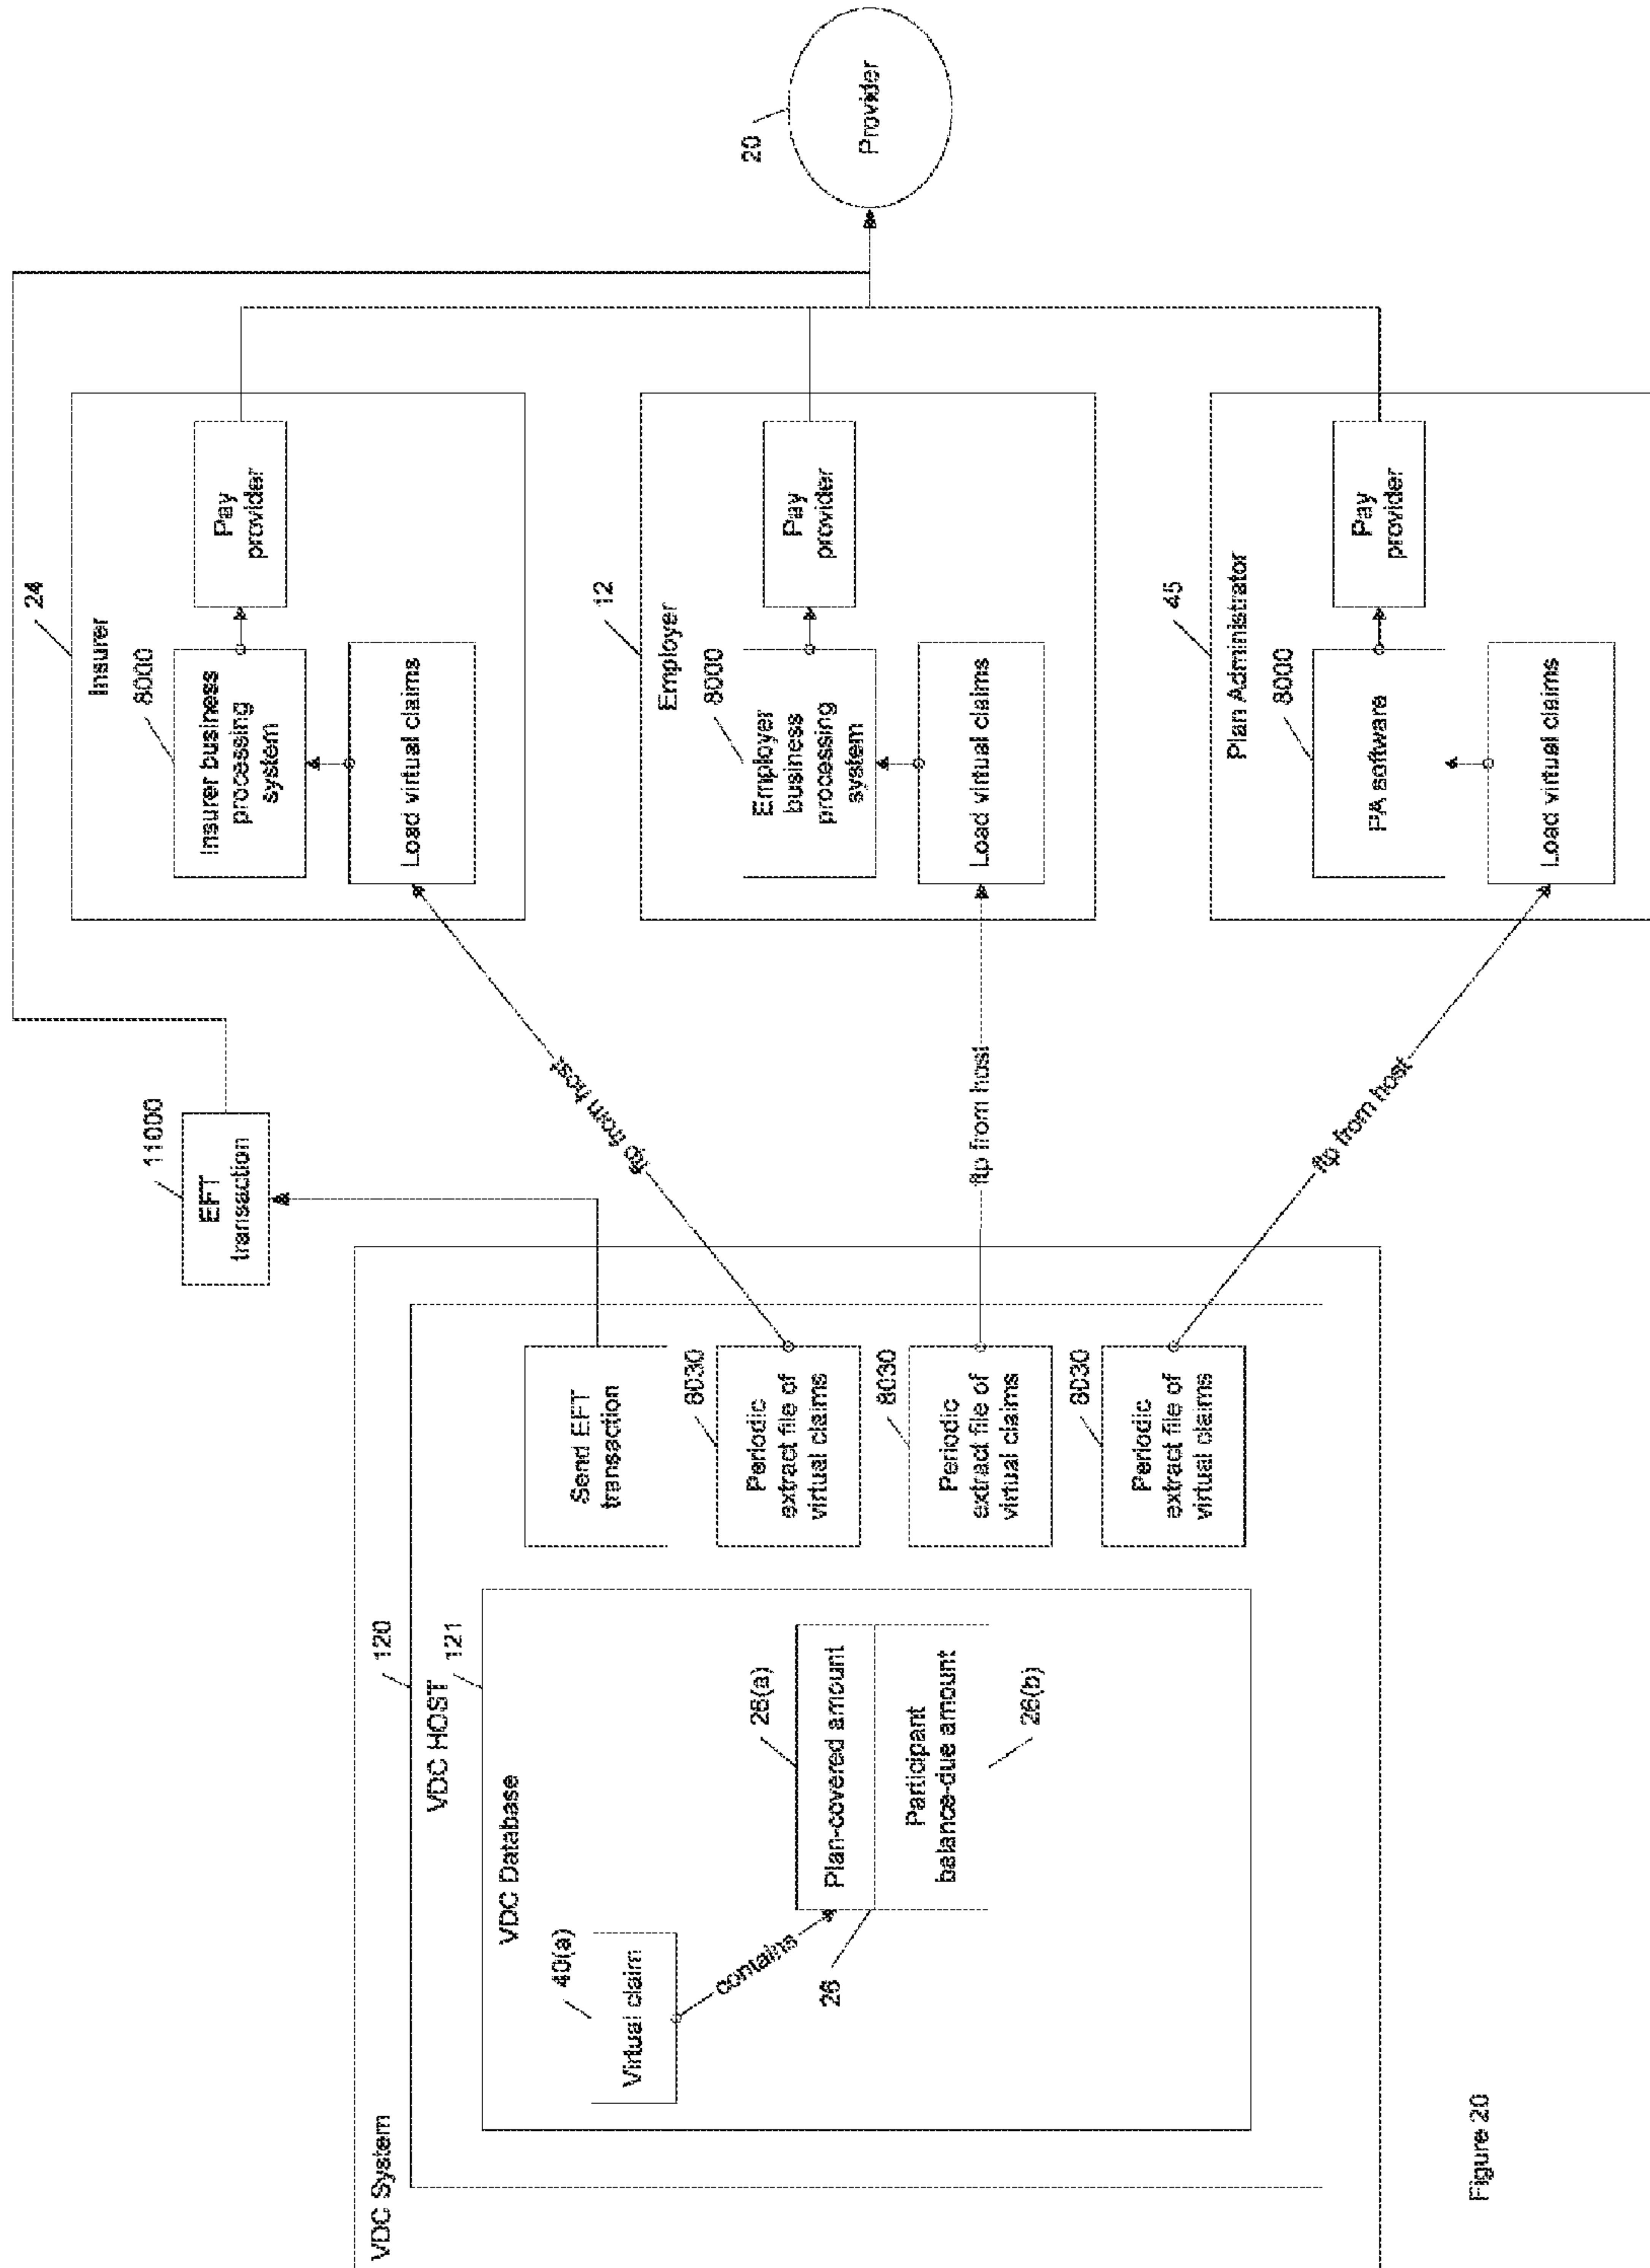 VDC System
120
VDC HOST
121
VDC Database
40(a)
Virtual claim
contains
26
26(a)
Plan-covered amount
Participant
balance-due amount
26(b)
Send EFT
transaction
8030
Periodic
extract file of
virtual claims
8030
Periodic
extract file of
virtual claims
8030
Periodic
extract file of
virtual claims
11000
EFT
transaction
ftp from host
ftp from host
ftp from host
24
Insurer
8000
Insurer business
processing
system
Load virtual claims
Pay
provider
12
Employer
8000
Employer
business
processing
system
Load virtual claims
Pay
provider
45
Plan Administrator
8000
PA software
Load virtual claims
Pay
provider
20
Provider
Figure 20